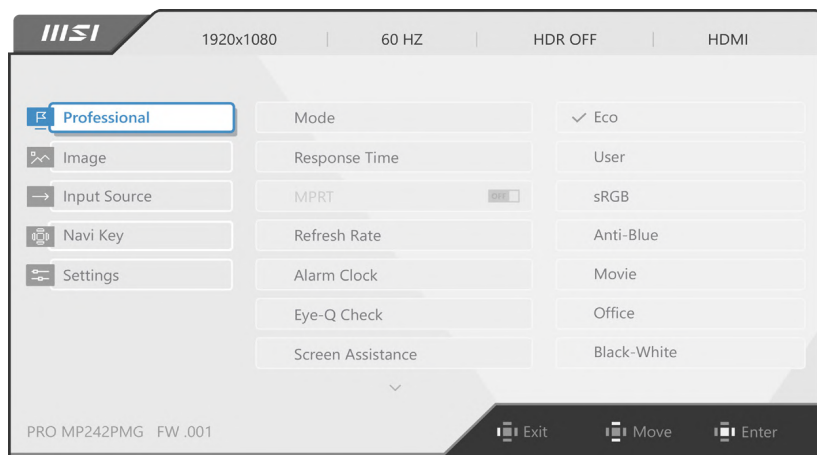 msi 1920x1080 60 HZ HDR OFF HDMI
Professional Mode Eco
Image Response Time User
Input Source MPRT OFF sRGB
Navi Key Refresh Rate Anti-Blue
Settings Alarm Clock Movie
Eye-Q Check Office
Screen Assistance Black-White
PRO MP242PMG FW .001 Exit Move Enter